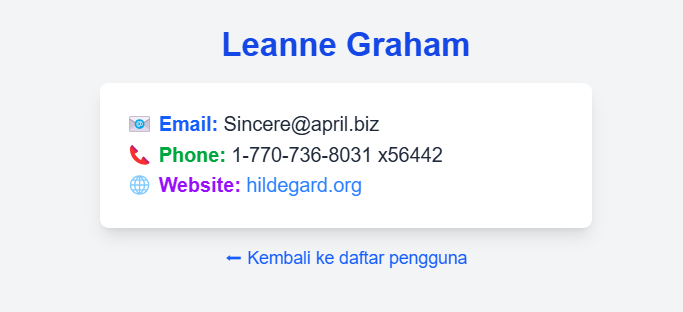 Leanne Graham
📧 Email: Sincere@april.biz
📞 Phone: 1-770-736-8031 x56442
🌐 Website: hildegard.org
⬅ Kembali ke daftar pengguna